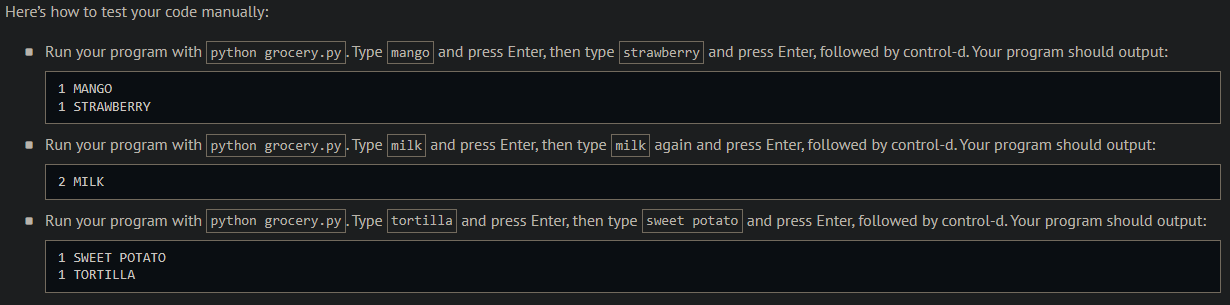 Here's how to test your code manually:
Run your program with python grocery.py. Type mango and press Enter, then type strawberry and press Enter, followed by control-d. Your program should output:
1 MANGO
1 STRAWBERRY
Run your program with python grocery.py. Type milk and press Enter, then type milk again and press Enter, followed by control-d. Your program should output:
2 MILK
Run your program with python grocery.py. Type tortilla and press Enter, then type sweet potato and press Enter, followed by control-d. Your program should output:
1 SWEET POTATO
1 TORTILLA